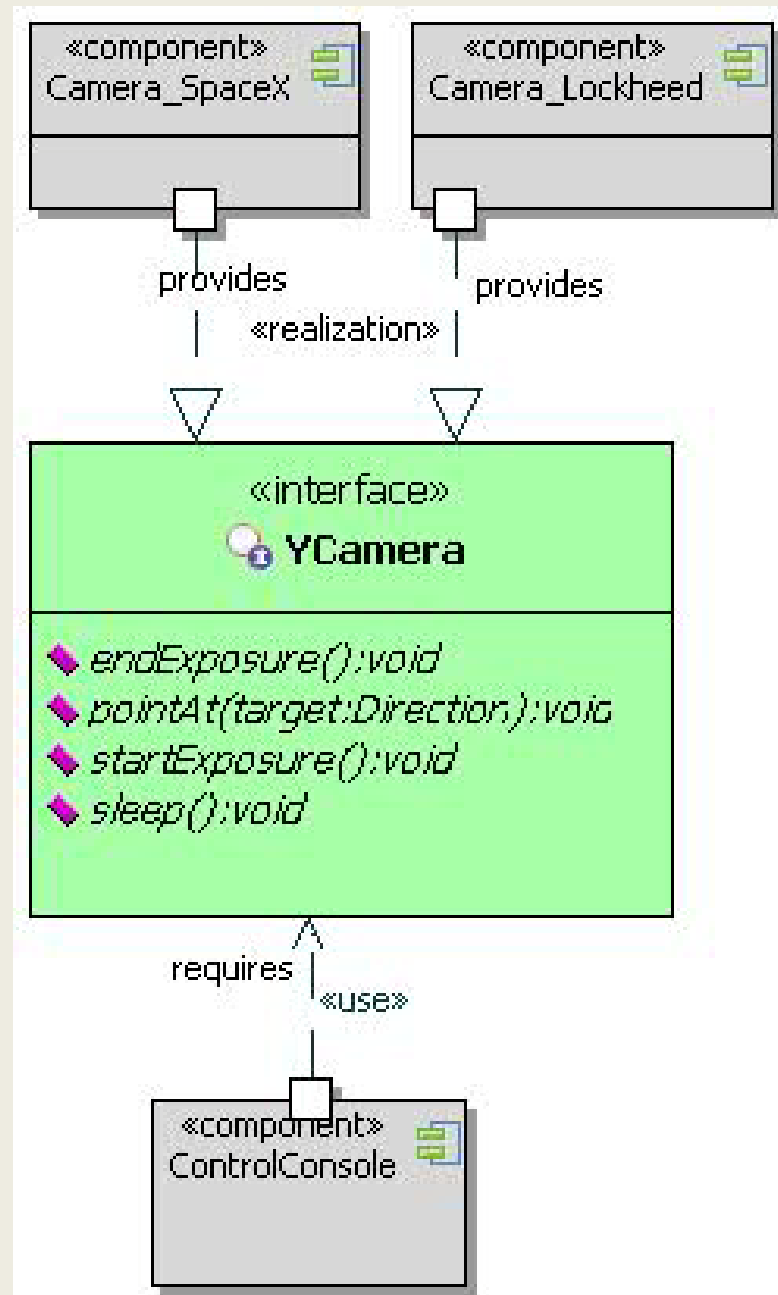 «component»
Camera_SpaceX
«component»
Camera_Lockheed
provides
provides
«realization»
«interface»
YCamera
endExposure():void
pointAt(target:Direction):void
startExposure():void
sleep():void
requires
«use»
«component»
ControlConsole